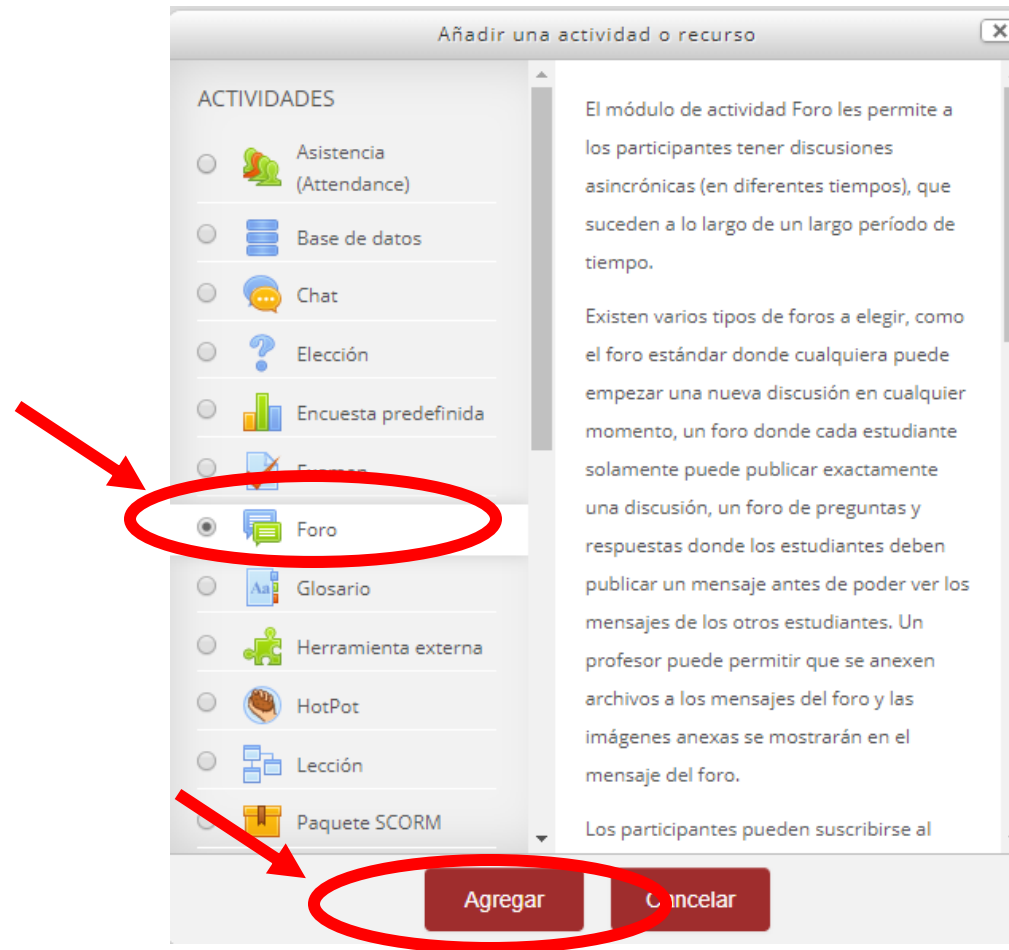 Añadir una actividad o recurso
ACTIVIDADES
Asistencia
(Attendance)
Base de datos
Chat
Elección
Encuesta predefinida
Examen
Foro
Glosario
Herramienta externa
HotPot
Lección
Paquete SCORM
El módulo de actividad Foro les permite a
los participantes tener discusiones
asincrónicas (en diferentes tiempos), que
suceden a lo largo de un largo período de
tiempo.
Existen varios tipos de foros a elegir, como
el foro estándar donde cualquiera puede
empezar una nueva discusión en cualquier
momento, un foro donde cada estudiante
solamente puede publicar exactamente
una discusión, un foro de preguntas y
respuestas donde los estudiantes deben
publicar un mensaje antes de poder ver los
mensajes de los otros estudiantes. Un
profesor puede permitir que se anexen
archivos a los mensajes del foro y las
imágenes anexas se mostrarán en el
mensaje del foro.
Los participantes pueden suscribirse al
Agregar
Cancelar